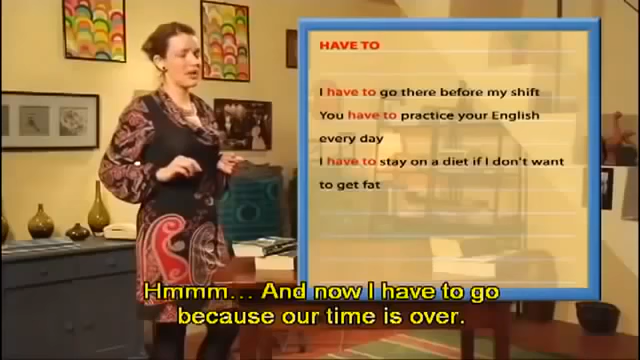 HAVE TO
I have to go there before my shift
You have to practice your English
every day
I have to stay on a diet if I don't want
to get fat
Hmmm... And now I have to go
because our time is over.